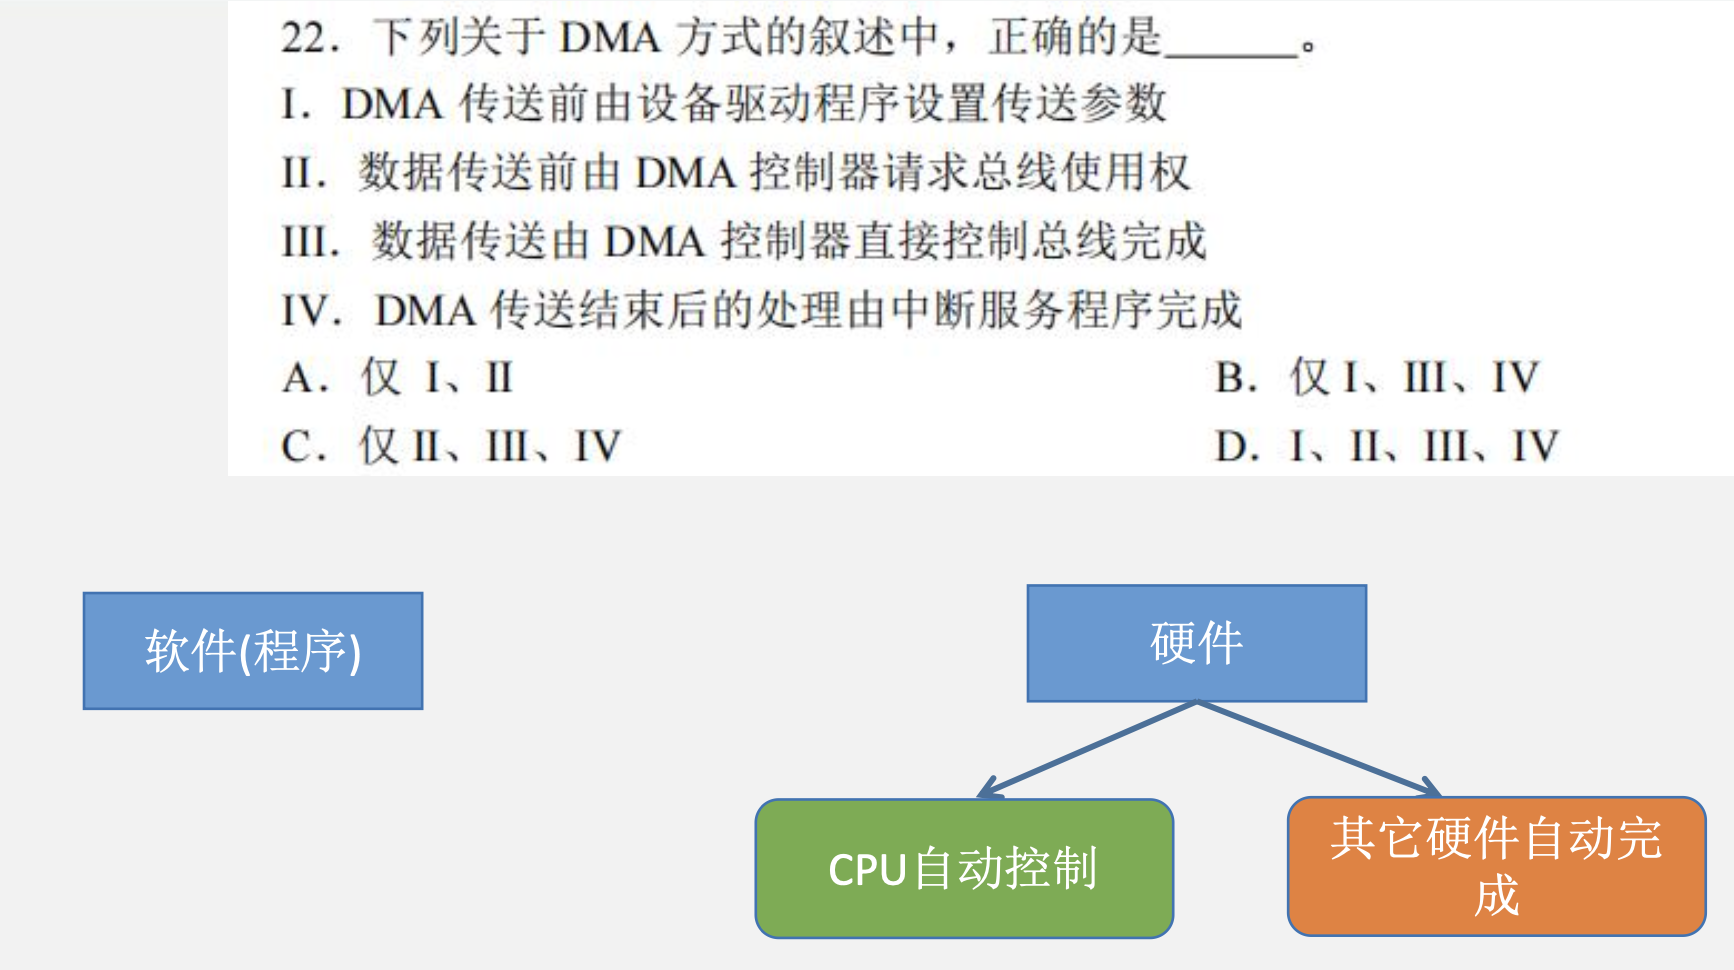 22．下列关于 DMA 方式的叙述中，正确的是______。
I．DMA 传送前由设备驱动程序设置传送参数
II．数据传送前由 DMA 控制器请求总线使用权
III．数据传送由 DMA 控制器直接控制总线完成
IV．DMA 传送结束后的处理由中断服务程序完成
A．仅 I、II
B．仅 I、III、IV
C．仅 II、III、IV
D．I、II、III、IV
软件(程序)
硬件
CPU自动控制
其它硬件自动完
成